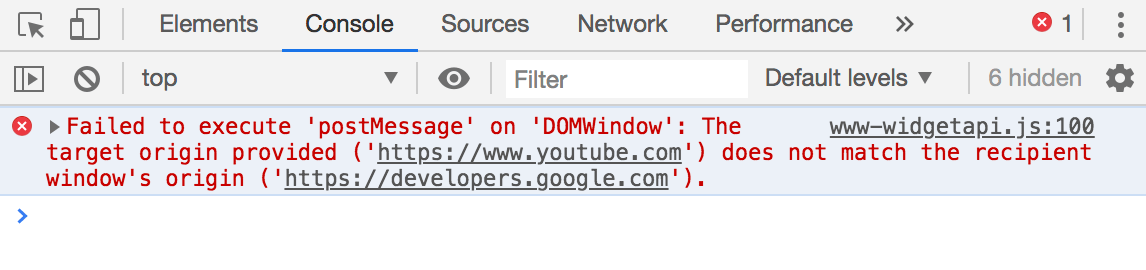 Elements Console Sources Network Performance » 1
top ▼ Filter Default levels ▼ 6 hidden
▶Failed to execute 'postMessage' on 'DOMWindow': The www-widgetapi.js:100
target origin provided ('https://www.youtube.com') does not match the recipient
window's origin ('https://developers.google.com').
>